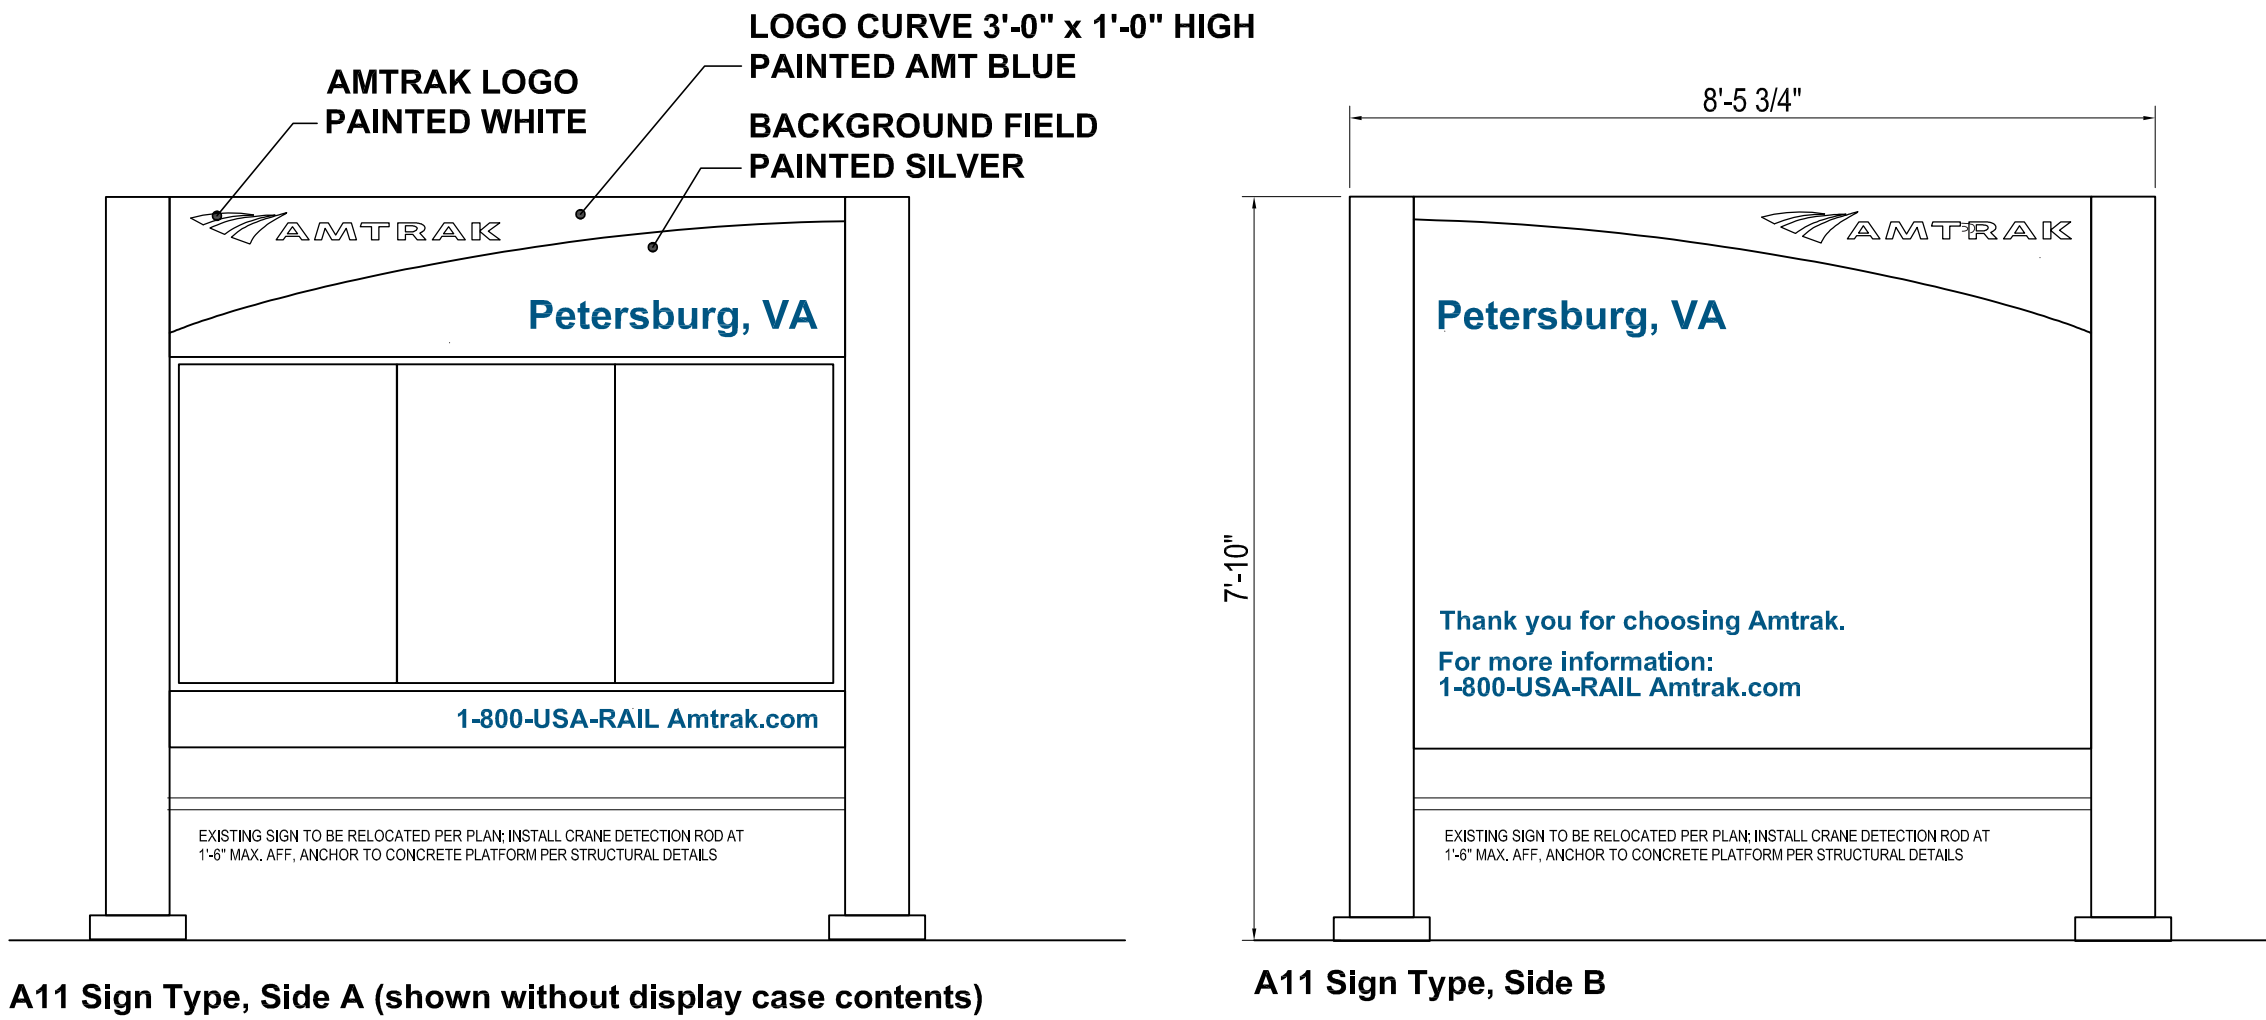 LOGO CURVE 3'-0" x 1'-0" HIGH
PAINTED AMT BLUE
AMTRAK LOGO
PAINTED WHITE
BACKGROUND FIELD
PAINTED SILVER
AMTRAK
Petersburg, VA
1-800-USA-RAIL Amtrak.com
EXISTING SIGN TO BE RELOCATED PER PLAN; INSTALL CRANE DETECTION ROD AT
1'-6" MAX. AFF, ANCHOR TO CONCRETE PLATFORM PER STRUCTURAL DETAILS
A11 Sign Type, Side A (shown without display case contents)
8'-5 3/4"
7'-10"
AMTRAK
Petersburg, VA
Thank you for choosing Amtrak.
For more information:
1-800-USA-RAIL Amtrak.com
EXISTING SIGN TO BE RELOCATED PER PLAN; INSTALL CRANE DETECTION ROD AT
1'-6" MAX. AFF, ANCHOR TO CONCRETE PLATFORM PER STRUCTURAL DETAILS
A11 Sign Type, Side B